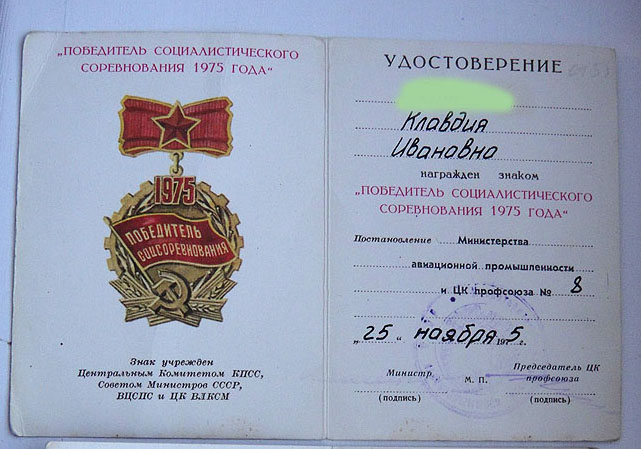 „ПОБЕДИТЕЛЬ СОЦИАЛИСТИЧЕСКОГО
СОРЕВНОВАНИЯ 1975 ГОДА“
1975
ПОБЕДИТЕЛЬ
СОЦСОРЕВНОВАНИЯ
Знак учрежден
Центральным Комитетом КПСС,
Советом Министров СССР,
ВЦСПС и ЦК ВЛКСМ
УДОСТОВЕРЕНИЕ
Клавдия
Ивановна
награжден знаком
„ПОБЕДИТЕЛЬ СОЦИАЛИСТИЧЕСКОГО
СОРЕВНОВАНИЯ 1975 ГОДА“
Постановление Министерства
авиационной промышленности
и ЦК профсоюза № 8
„25“ ноября 1975г.
Министр
М. П.
Председатель ЦК
профсоюза
(подпись)
(подпись)